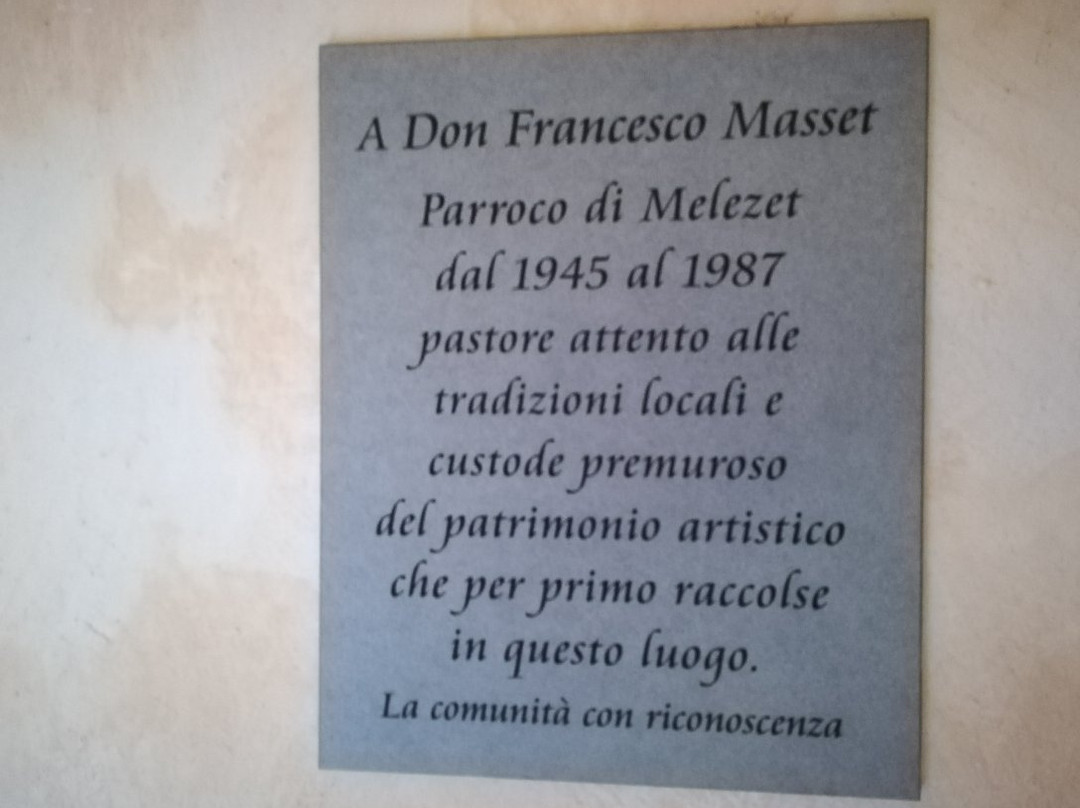 A Don Francesco Masset
Parroco di Melezet
dal 1945 al 1987
pastore attento alle
tradizioni locali e
custode premuroso
del patrimonio artistico
che per primo raccolse
in questo luogo.
La comunità con riconoscenza